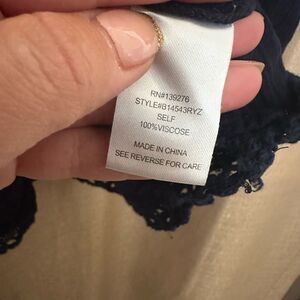 RN#139276
STYLE#B14543RYZ
SELF
100%VISCOSE
MADE IN CHINA
SEE REVERSE FOR CARE